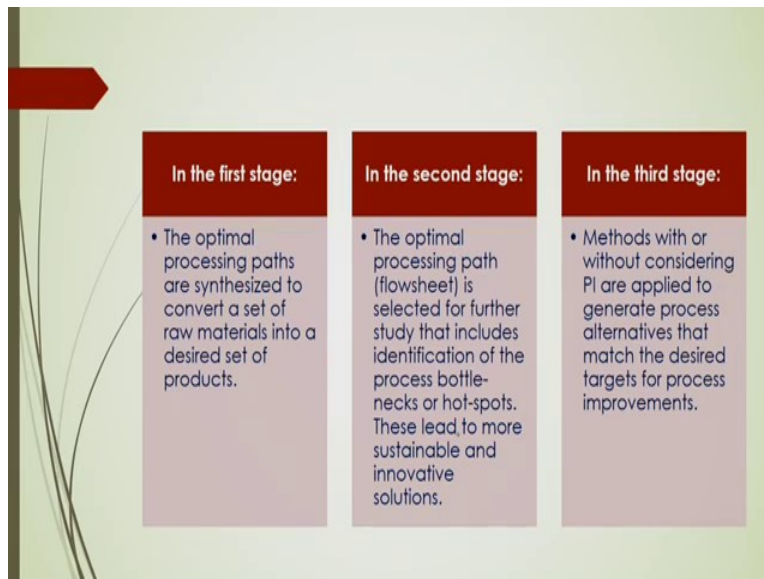 In the first stage:
• The optimal
processing paths
are synthesized to
convert a set of
raw materials into a
desired set of
products.
In the second stage:
• The optimal
processing path
(flowsheet) is
selected for further
study that includes
identification of the
process bottle-
necks or hot-spots.
These lead to more
sustainable and
innovative
solutions.
In the third stage:
• Methods with or
without considering
PI are applied to
generate process
alternatives that
match the desired
targets for process
improvements.